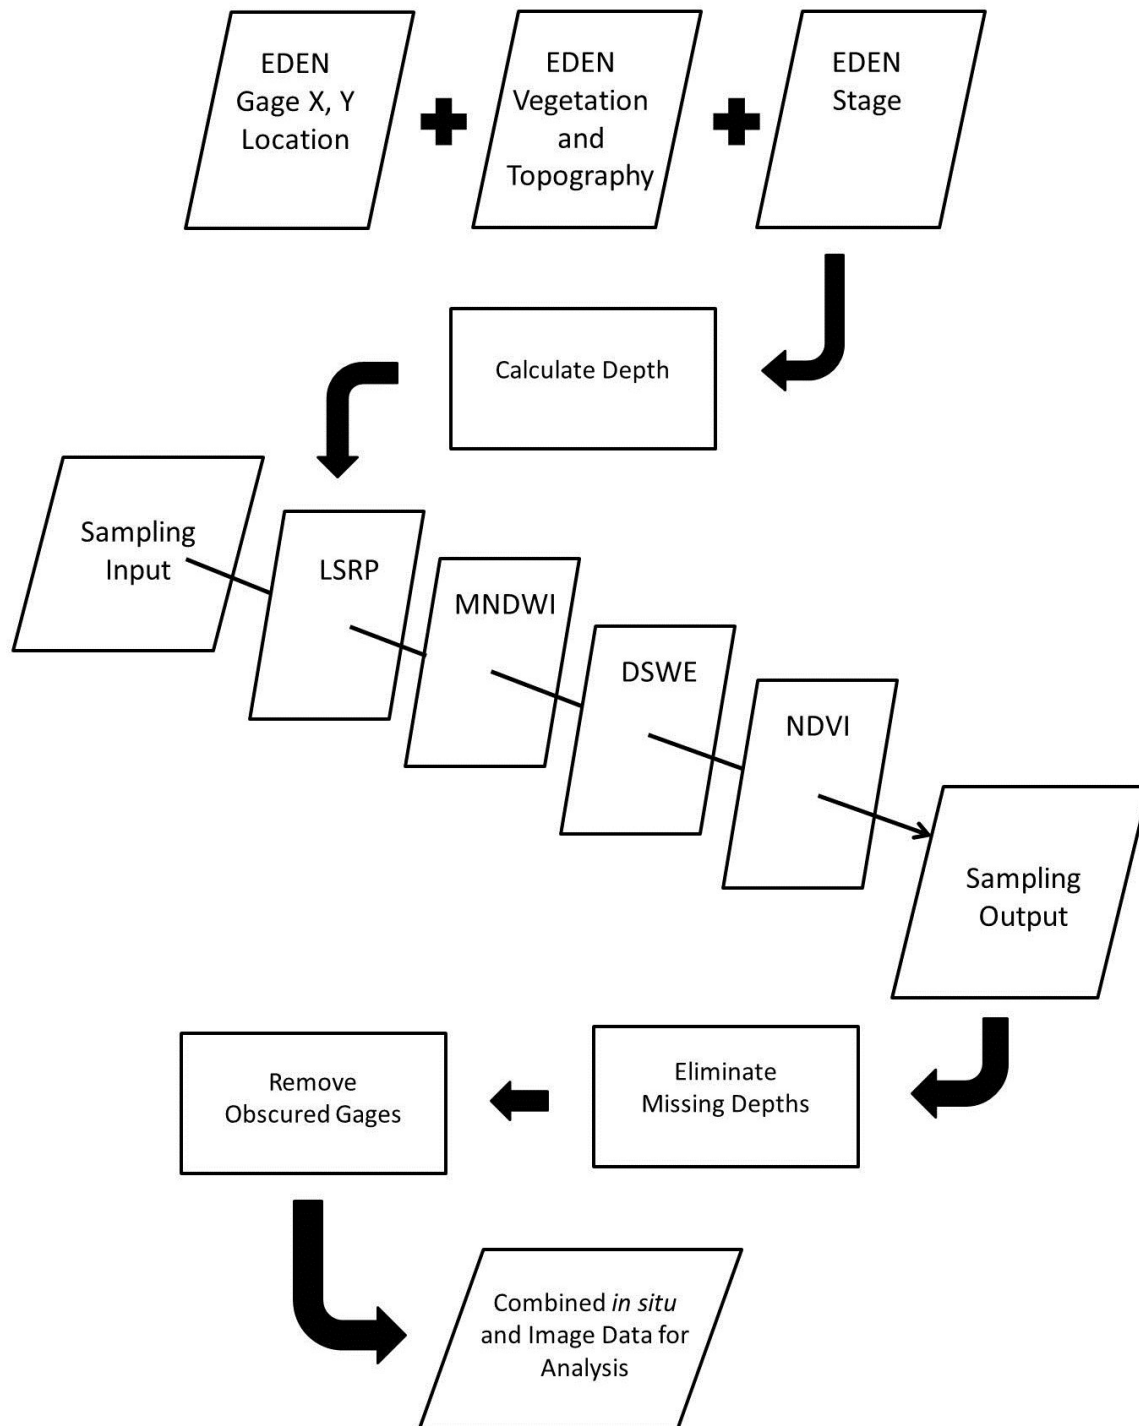 EDEN
Gage X, Y
Location
EDEN
Vegetation
and
Topography
EDEN
Stage
Calculate Depth
Sampling
Input
LSRP
MNDWI
DSWE
NDVI
Sampling
Output
Eliminate
Missing Depths
Remove
Obscured Gages
Combined in situ
and Image Data for
Analysis